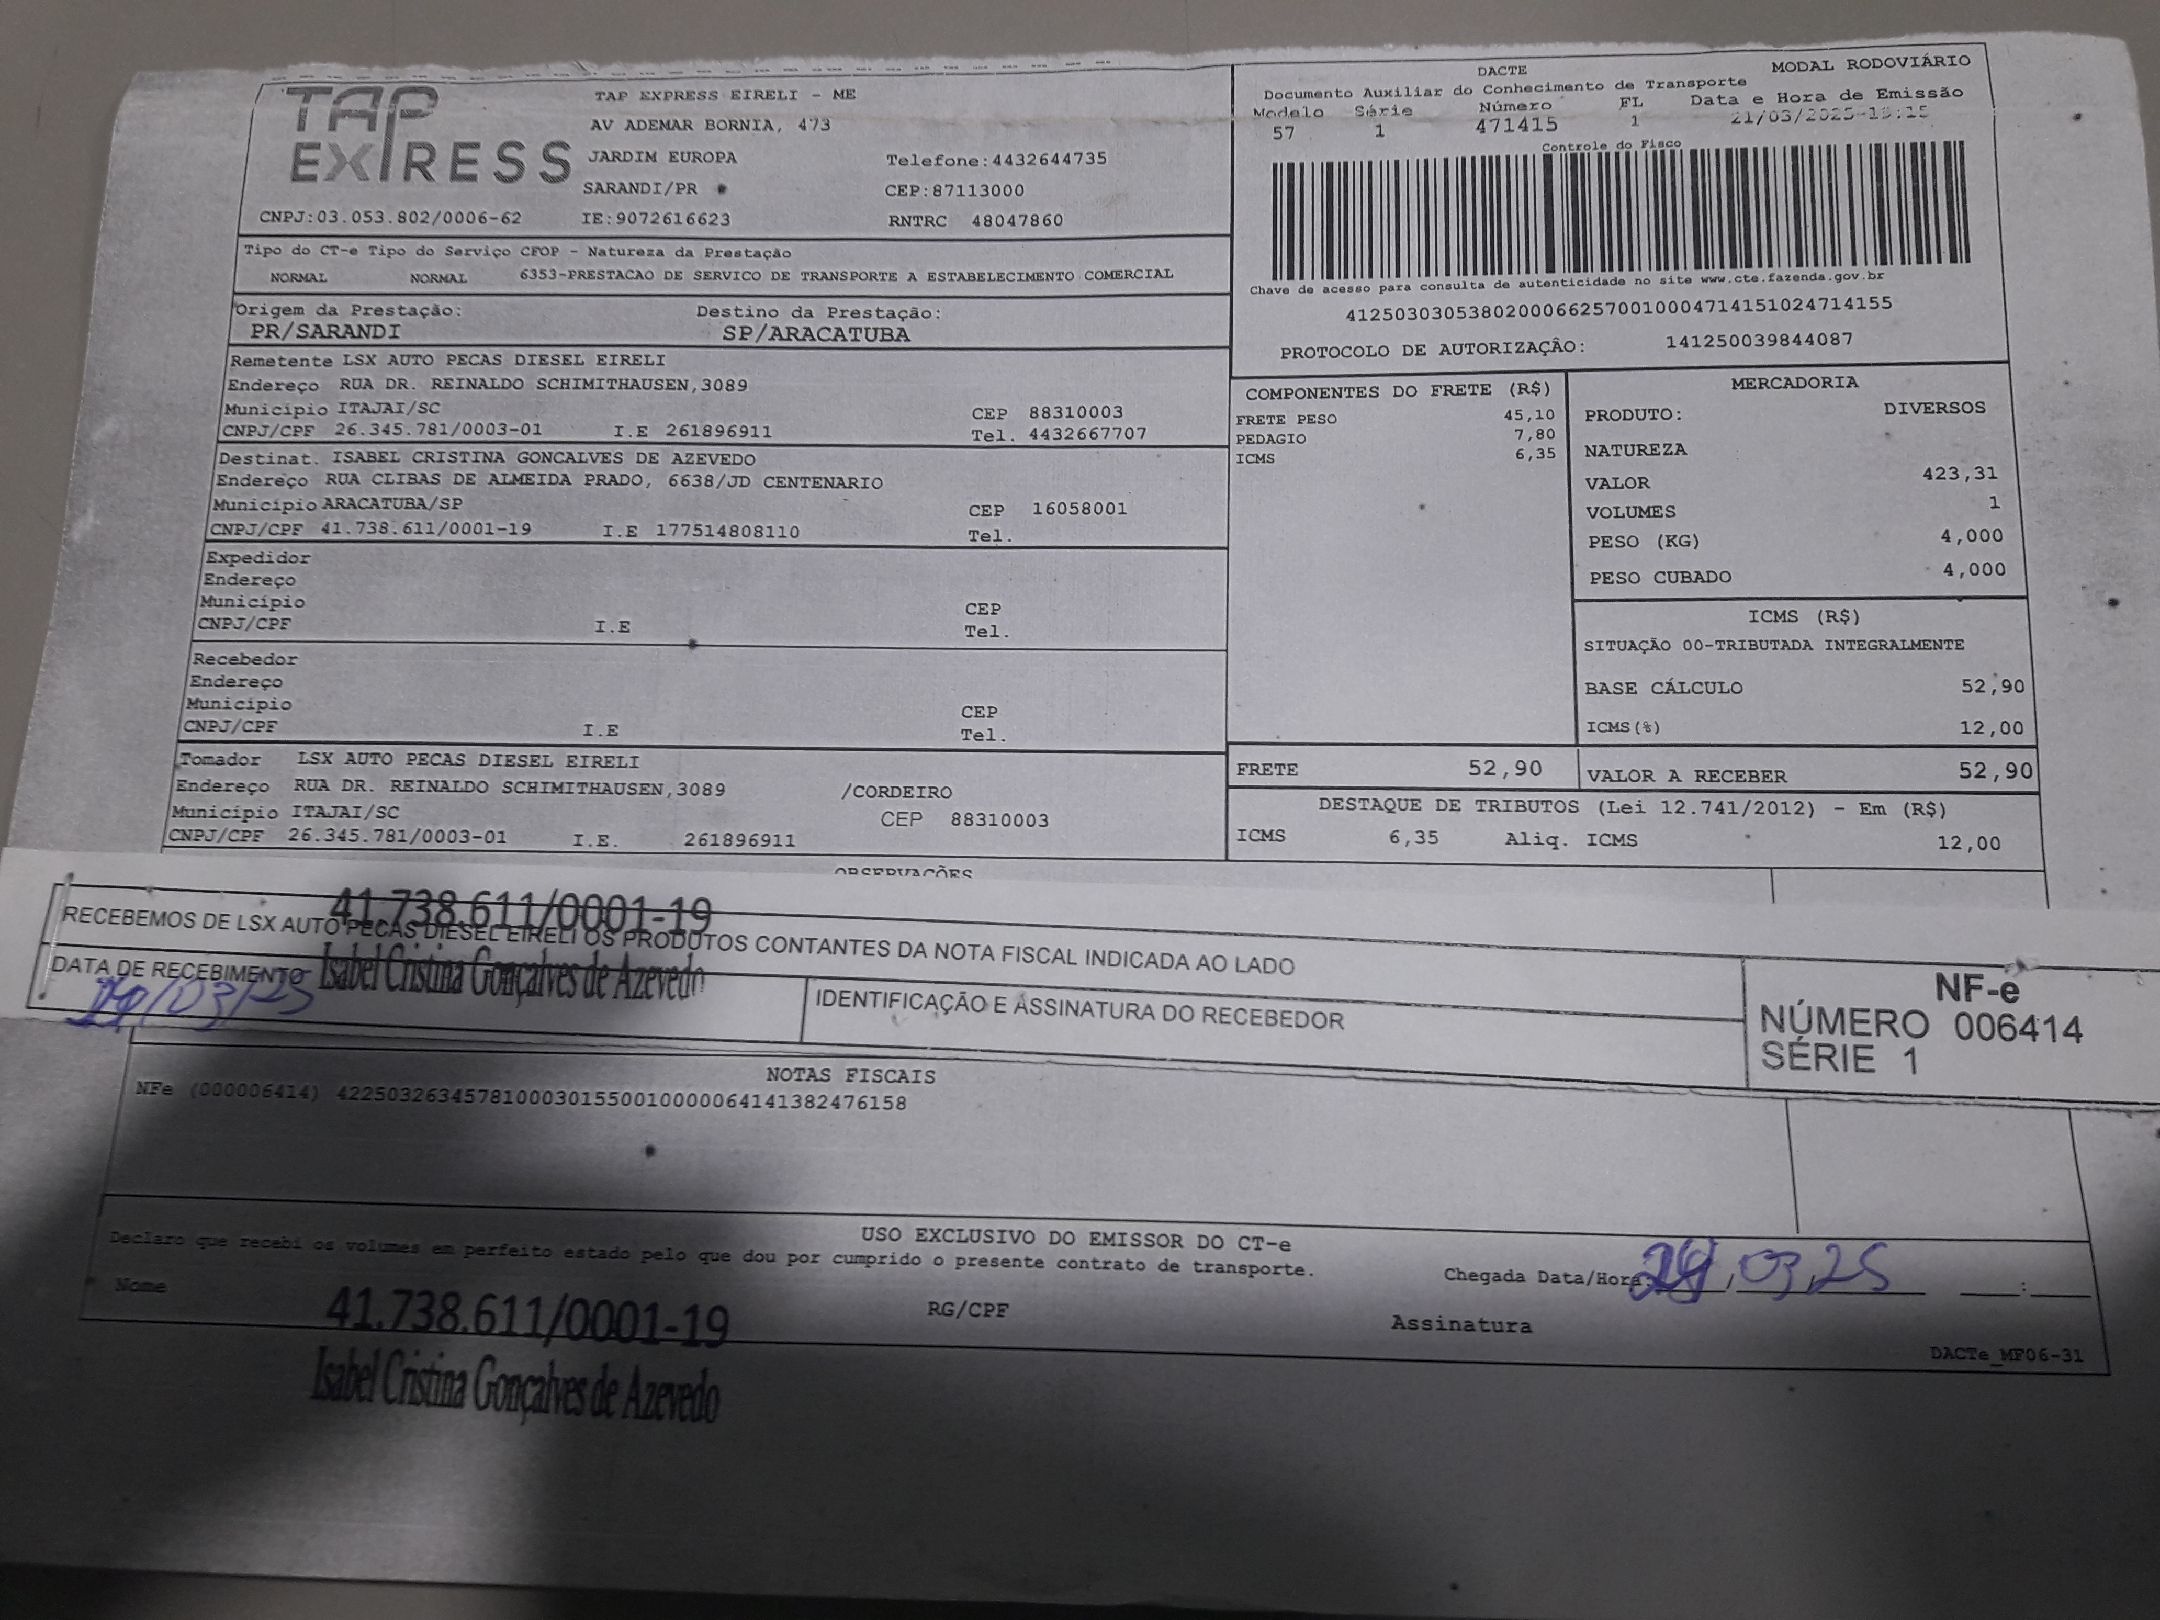 TAP EXPRESS
TAP EXPRESS EIRELI - ME
AV ADEMAR BORNIA, 473
JARDIM EUROPA Telefone:4432644735
SARANDI/PR CEP:87113000
CNPJ:03.053.802/0006-62 IE:9072616623 RNTRC 48047860
DACTE MODAL RODOVIÁRIO
Documento Auxiliar do Conhecimento de Transporte
Modelo Série Número FL Data e Hora de Emissão
57 1 471415 1 21/03/2025
Controle do Fisco
Chave de acesso para consulta de autenticidade no site www.cte.fazenda.gov.br
41250303053802000662570010004714151024714155
PROTOCOLO DE AUTORIZAÇÂO: 141250039844087
Tipo do CT-e Tipo do Serviço CFOP - Natureza da Prestação
NORMAL NORMAL 6353-PRESTACAO DE SERVICO DE TRANSPORTE A ESTABELECIMENTO COMERCIAL
Origem da Prestação: Destino da Prestação:
PR/SARANDI SP/ARACATUBA
Remetente LSX AUTO PECAS DIESEL EIRELI
Endereço RUA DR. REINALDO SCHIMITHAUSEN,3089
Município ITAJAI/SC CEP 88310003
CNPJ/CPF 26.345.781/0003-01 I.E 261896911 Tel. 4432667707
Destinat. ISABEL CRISTINA GONCALVES DE AZEVEDO
Endereço RUA CLIBAS DE ALMEIDA PRADO, 6638/JD CENTENARIO
Município ARACATUBA/SP CEP 16058001
CNPJ/CPF 41.738.611/0001-19 I.E 177514808110 Tel.
Expedidor
Endereço
Município CEP
CNPJ/CPF I.E Tel.
Recebedor
Endereço
Município CEP
CNPJ/CPF I.E Tel.
Tomador LSX AUTO PECAS DIESEL EIRELI
Endereço RUA DR. REINALDO SCHIMITHAUSEN,3089 /CORDEIRO
Município ITAJAI/SC CEP 88310003
CNPJ/CPF 26.345.781/0003-01 I.E. 261896911
COMPONENTES DO FRETE (R$)
FRETE PESO 45,10
PEDAGIO 7,80
ICMS 6,35
MERCADORIA
PRODUTO: DIVERSOS
NATUREZA
VALOR 423,31
VOLUMES 1
PESO (KG) 4,000
PESO CUBADO 4,000
ICMS (R$)
SITUAÇÃO 00-TRIBUTADA INTEGRALMENTE
BASE CÁLCULO 52,90
ICMS(%) 12,00
FRETE 52,90 VALOR A RECEBER 52,90
DESTAQUE DE TRIBUTOS (Lei 12.741/2012) - Em (R$)
ICMS 6,35 Aliq. ICMS 12,00
OBSERVAÇÕES
41.738.611/0001-19
RECEBEMOS DE LSX AUTO PECAS DIESEL EIRELI OS PRODUTOS CONTANTES DA NOTA FISCAL INDICADA AO LADO
Isabel Cristina Gonçalves de Azevedo
DATA DE RECEBIMENTO
/03/25
IDENTIFICAÇÃO E ASSINATURA DO RECEBEDOR
NF-e
NÚMERO 006414
SÉRIE 1
NOTAS FISCAIS
NFe (000006414) 42250326345781000301550010000064141382476158
USO EXCLUSIVO DO EMISSOR DO CT-e
Declaro que recebi os volumes em perfeito estado pelo que dou por cumprido o presente contrato de transporte.
Chegada Data/Hora: 03 25 :
Nome RG/CPF Assinatura
41.738.611/0001-19
Isabel Cristina Gonçalves de Azevedo
DACTe_MF06-31